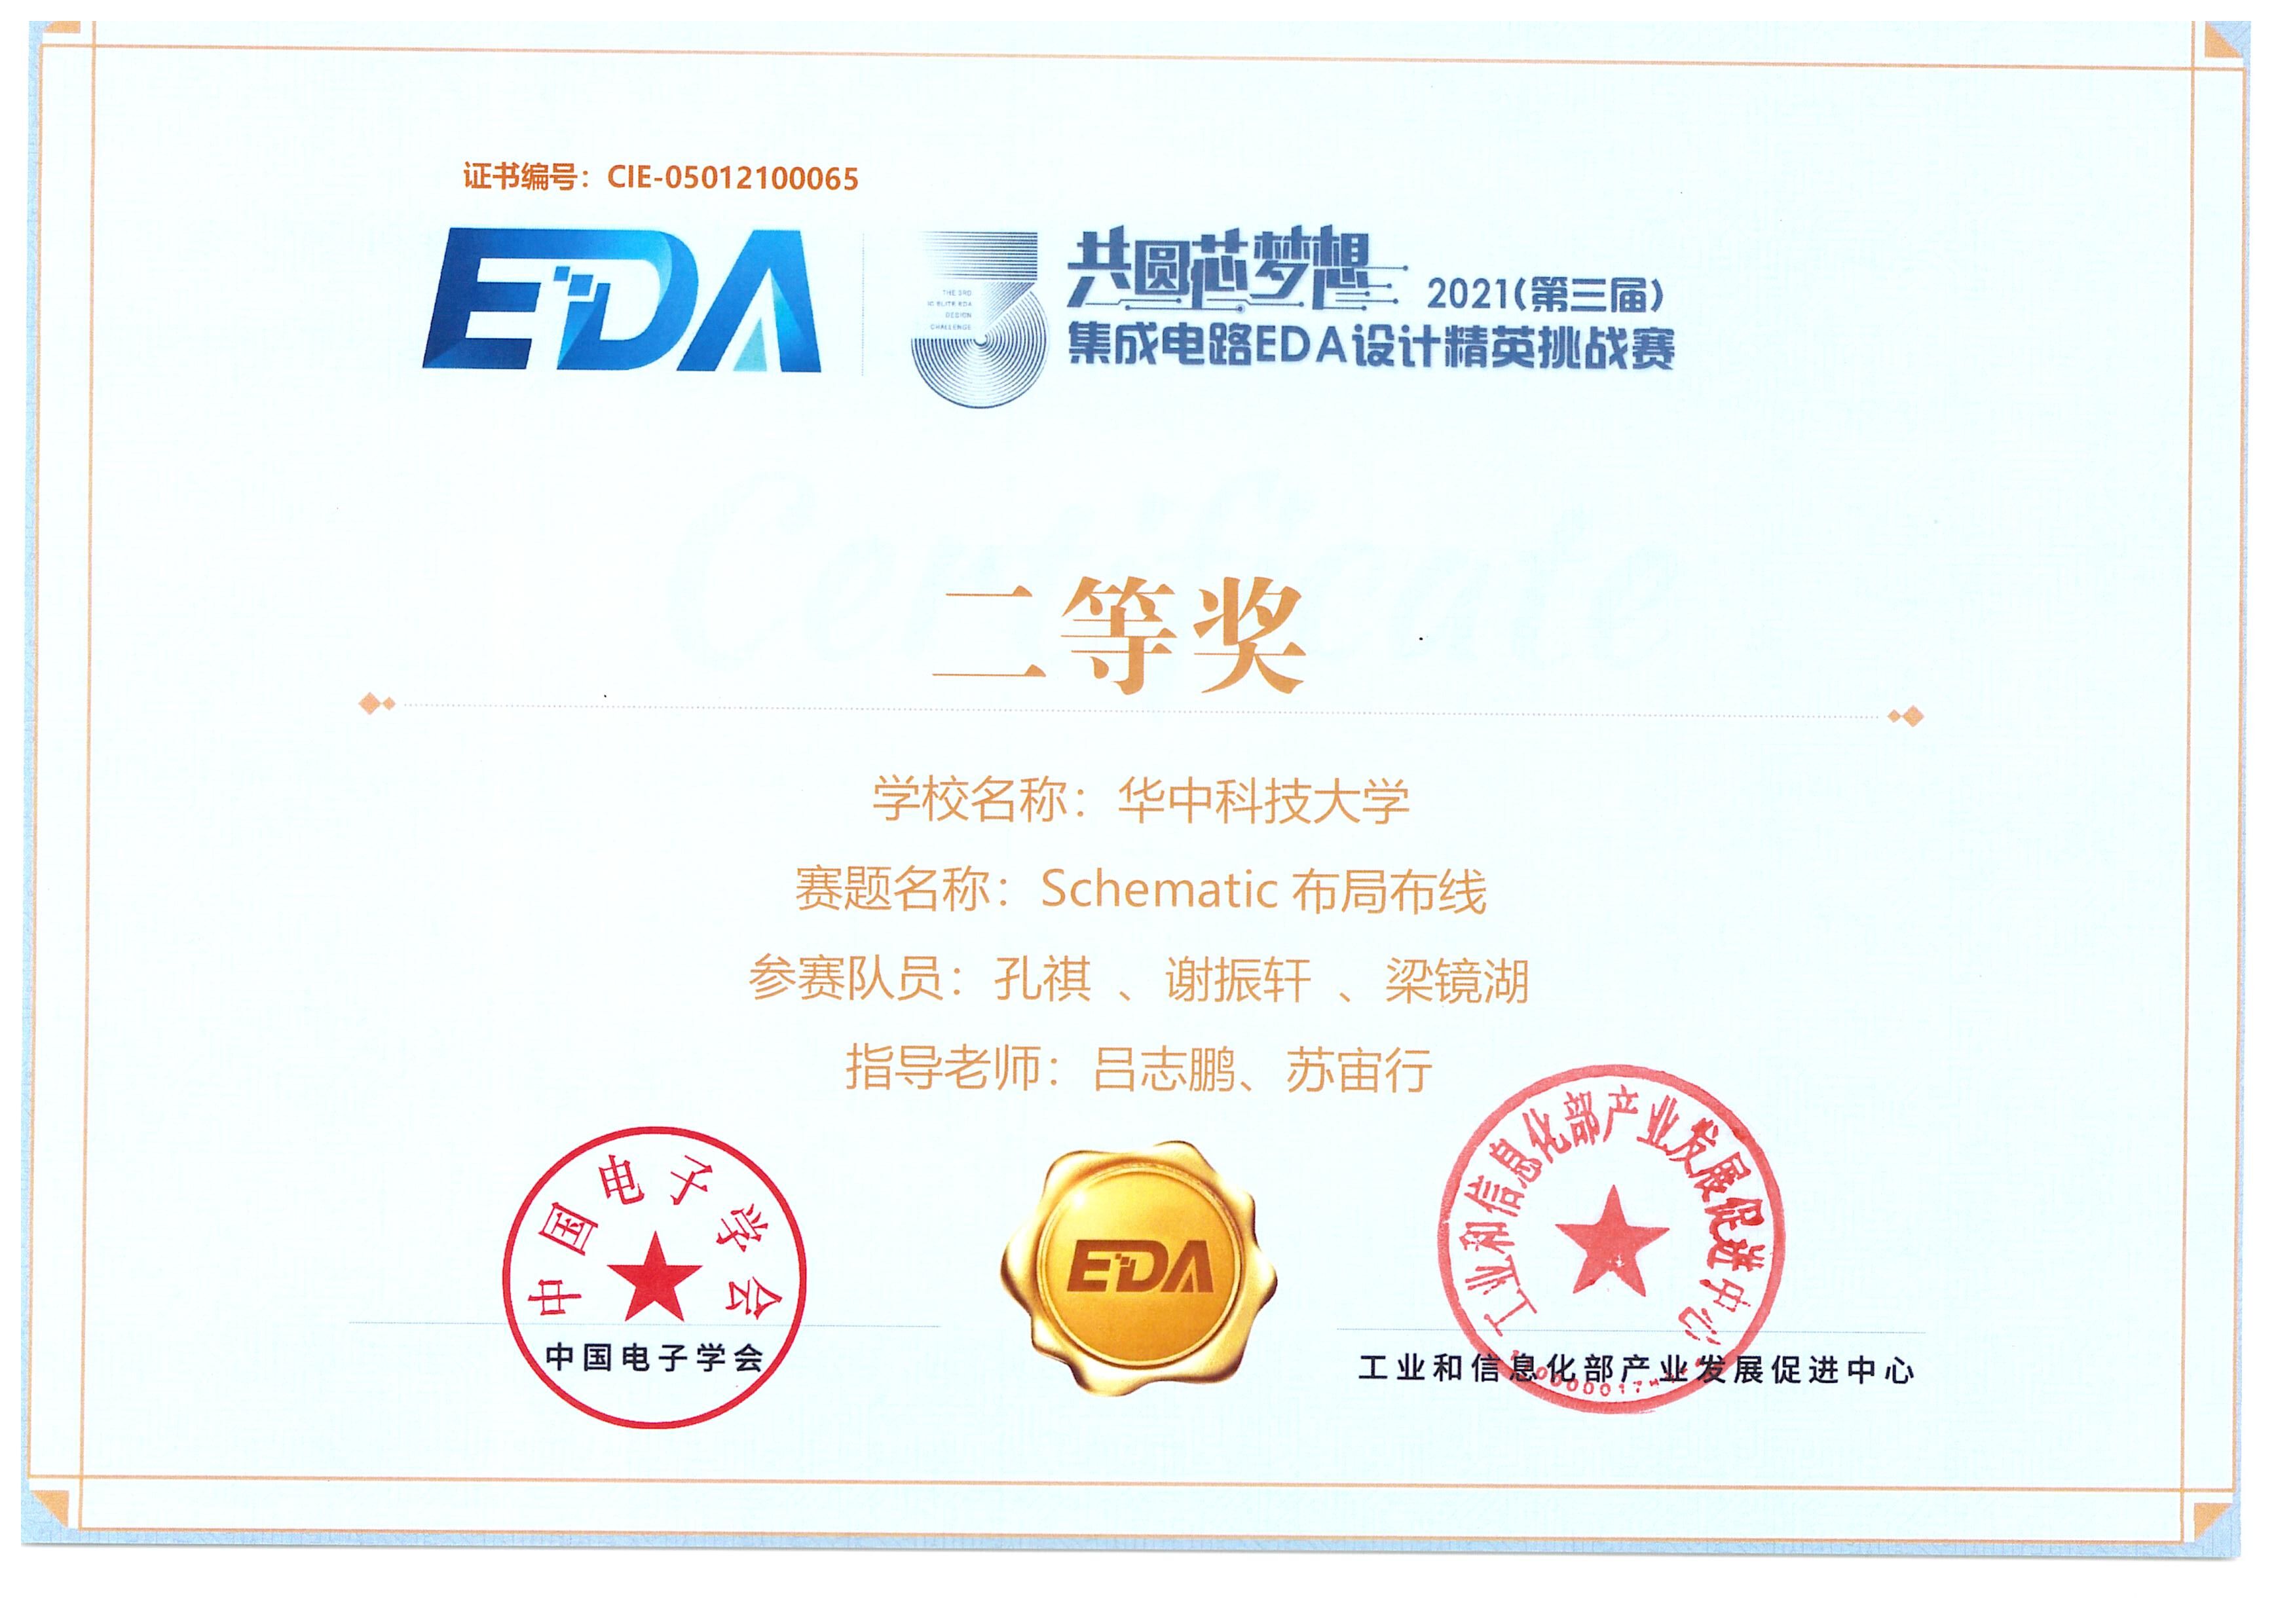 证书编号：CIE-05012100065
EDA
THE 3RD
IC ELITE EDA
DESIGN
CHALLENGE
共圆芯梦想
2021(第三届)
集成电路EDA设计精英挑战赛
Certificate
二等奖
学校名称：华中科技大学
赛题名称：Schematic 布局布线
参赛队员：孔祺 、谢振轩 、梁镜湖
指导老师：吕志鹏、苏宙行
中国电子学会
中国电子学会
EDA
工业和信息化部产业发展促进中心
工业和信息化部产业发展促进中心